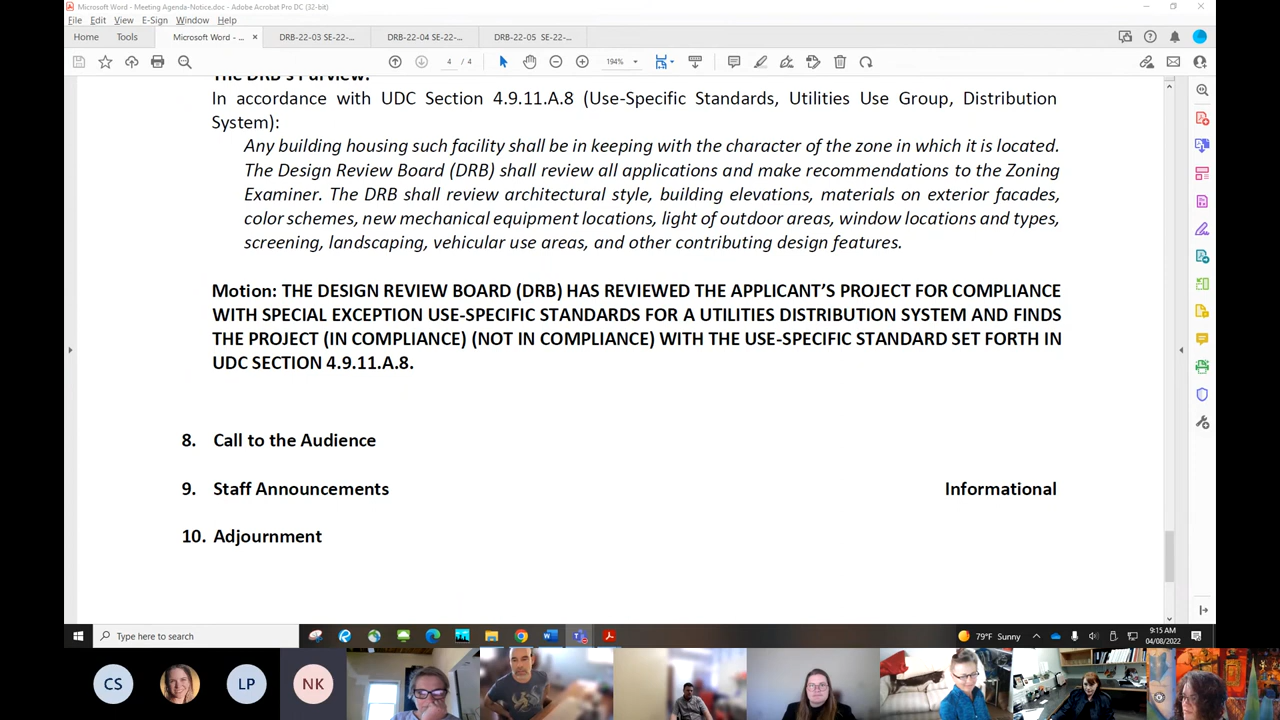 Microsoft Word - Meeting Agenda-Notice.doc - Adobe Acrobat Pro DC (32-bit)
File Edit View E-Sign Window Help
Home Tools Microsoft Word - ... × DRB-22-03 SE-22-... DRB-22-04 SE-22-... DRB-22-05 SE-22-...
4 / 4 194%
The DRB's Purview:
In accordance with UDC Section 4.9.11.A.8 (Use-Specific Standards, Utilities Use Group, Distribution
System):
Any building housing such facility shall be in keeping with the character of the zone in which it is located.
The Design Review Board (DRB) shall review all applications and make recommendations to the Zoning
Examiner. The DRB shall review architectural style, building elevations, materials on exterior facades,
color schemes, new mechanical equipment locations, light of outdoor areas, window locations and types,
screening, landscaping, vehicular use areas, and other contributing design features.
Motion: THE DESIGN REVIEW BOARD (DRB) HAS REVIEWED THE APPLICANT'S PROJECT FOR COMPLIANCE
WITH SPECIAL EXCEPTION USE-SPECIFIC STANDARDS FOR A UTILITIES DISTRIBUTION SYSTEM AND FINDS
THE PROJECT (IN COMPLIANCE) (NOT IN COMPLIANCE) WITH THE USE-SPECIFIC STANDARD SET FORTH IN
UDC SECTION 4.9.11.A.8.
8. Call to the Audience
9. Staff Announcements Informational
10. Adjournment
Type here to search 79°F Sunny 9:15 AM
04/08/2022
CS LP NK